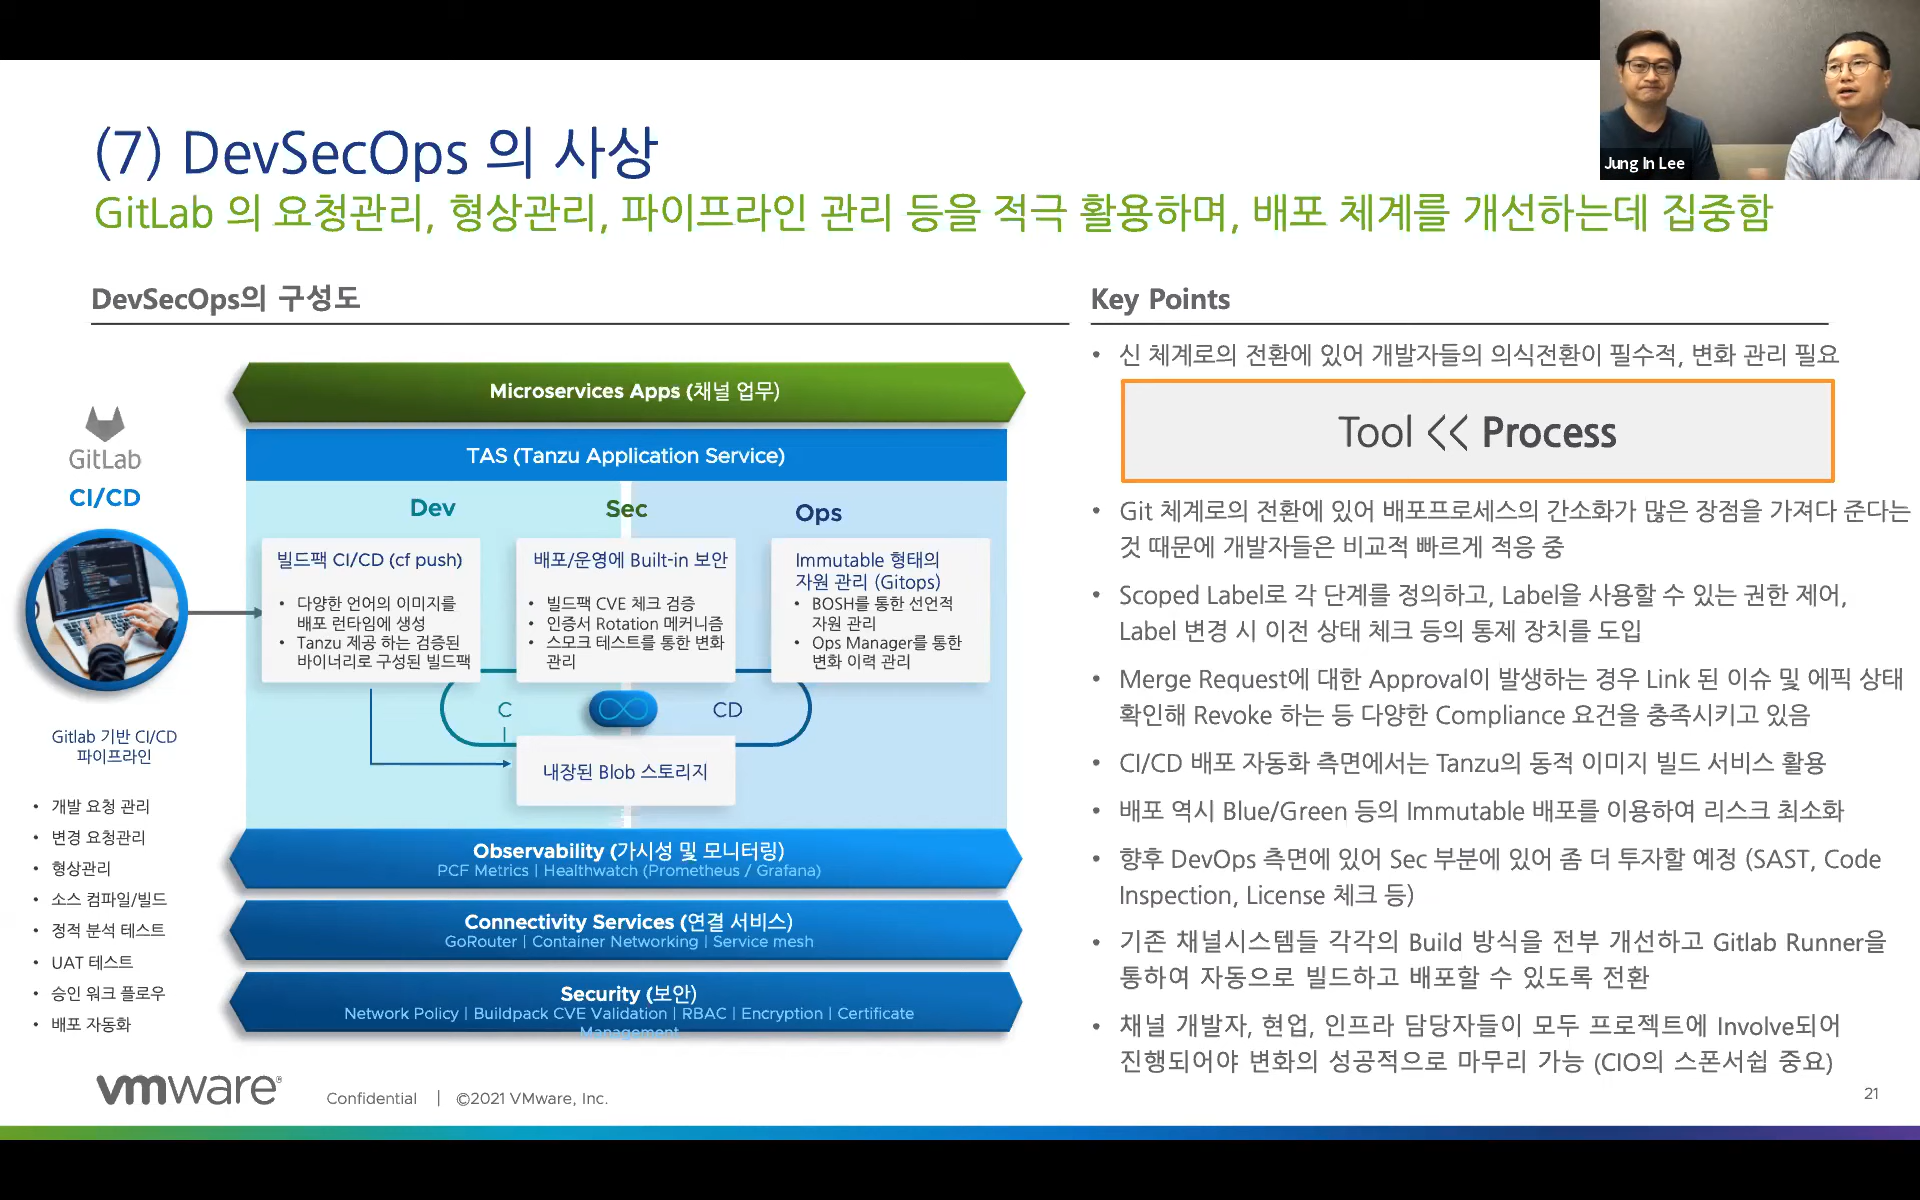 Jung In Lee
(7) DevSecOps 의 사상
GitLab 의 요청관리, 형상관리, 파이프라인 관리 등을 적극 활용하며, 배포 체계를 개선하는데 집중함
DevSecOps의 구성도
GitLab
CI/CD
Gitlab 기반 CI/CD
파이프라인
• 개발 요청 관리
• 변경 요청관리
• 형상관리
• 소스 컴파일/빌드
• 정적 분석 테스트
• UAT 테스트
• 승인 워크 플로우
• 배포 자동화
Microservices Apps (채널 업무)
TAS (Tanzu Application Service)
Dev
빌드팩 CI/CD (cf push)
• 다양한 언어의 이미지를
배포 런타임에 생성
• Tanzu 제공 하는 검증된
바이너리로 구성된 빌드팩
Sec
배포/운영에 Built-in 보안
• 빌드팩 CVE 체크 검증
• 인증서 Rotation 메커니즘
• 스모크 테스트를 통한 변화
관리
Ops
Immutable 형태의
자원 관리 (Gitops)
• BOSH를 통한 선언적
자원 관리
• Ops Manager를 통한
변화 이력 관리
C
I
CD
내장된 Blob 스토리지
Observability (가시성 및 모니터링)
PCF Metrics | Healthwatch (Prometheus / Grafana)
Connectivity Services (연결 서비스)
GoRouter | Container Networking | Service mesh
Security (보안)
Network Policy | Buildpack CVE Validation | RBAC | Encryption | Certificate
Management
Key Points
• 신 체계로의 전환에 있어 개발자들의 의식전환이 필수적, 변화 관리 필요
Tool << Process
• Git 체계로의 전환에 있어 배포프로세스의 간소화가 많은 장점을 가져다 준다는
것 때문에 개발자들은 비교적 빠르게 적응 중
• Scoped Label로 각 단계를 정의하고, Label을 사용할 수 있는 권한 제어,
Label 변경 시 이전 상태 체크 등의 통제 장치를 도입
• Merge Request에 대한 Approval이 발생하는 경우 Link 된 이슈 및 에픽 상태
확인해 Revoke 하는 등 다양한 Compliance 요건을 충족시키고 있음
• CI/CD 배포 자동화 측면에서는 Tanzu의 동적 이미지 빌드 서비스 활용
• 배포 역시 Blue/Green 등의 Immutable 배포를 이용하여 리스크 최소화
• 향후 DevOps 측면에 있어 Sec 부분에 있어 좀 더 투자할 예정 (SAST, Code
Inspection, License 체크 등)
• 기존 채널시스템들 각각의 Build 방식을 전부 개선하고 Gitlab Runner을
통하여 자동으로 빌드하고 배포할 수 있도록 전환
• 채널 개발자, 현업, 인프라 담당자들이 모두 프로젝트에 Involve되어
진행되어야 변화의 성공적으로 마무리 가능 (CIO의 스폰서쉽 중요)
vmware®
Confidential | ©2021 VMware, Inc.
21